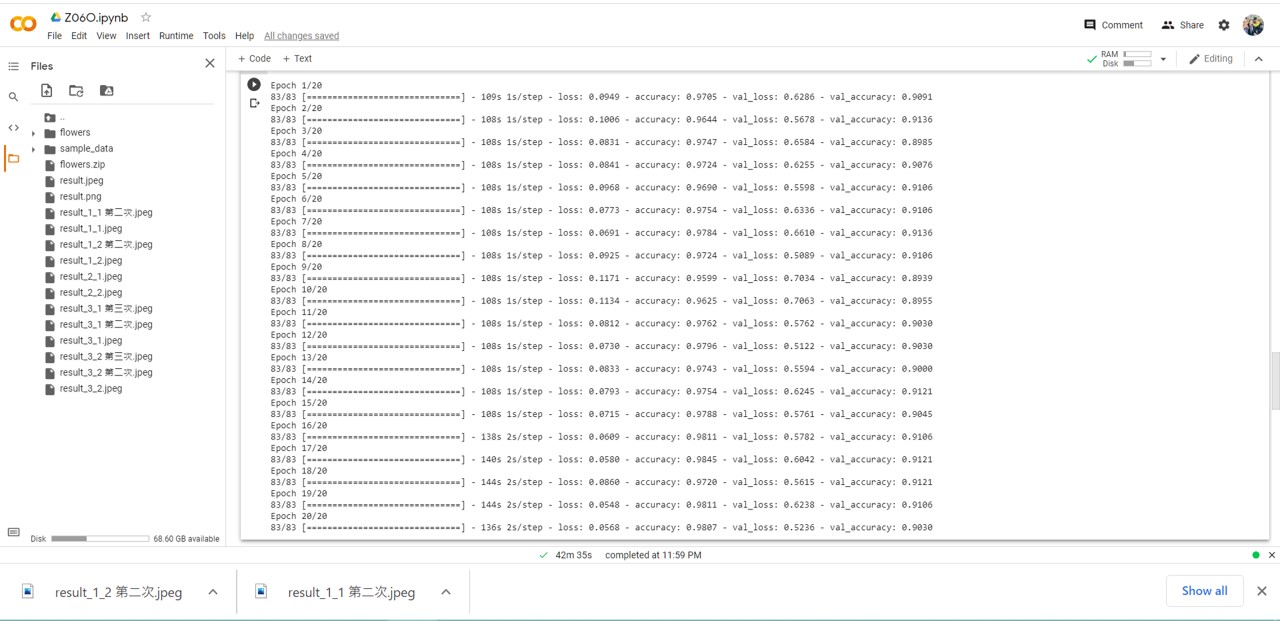 Z06O.ipynb
File Edit View Insert Runtime Tools Help All changes saved
Comment Share
Files
+ Code + Text
RAM
Disk
Editing
..
flowers
sample_data
flowers.zip
result.jpeg
result.png
result_1_1 第二次.jpeg
result_1_1.jpeg
result_1_2 第二次.jpeg
result_1_2.jpeg
result_2_1.jpeg
result_2_2.jpeg
result_3_1 第三次.jpeg
result_3_1 第二次.jpeg
result_3_1.jpeg
result_3_2 第三次.jpeg
result_3_2 第二次.jpeg
result_3_2.jpeg
Disk 68.60 GB available
Epoch 1/20
83/83 [==============================] - 109s 1s/step - loss: 0.0949 - accuracy: 0.9705 - val_loss: 0.6286 - val_accuracy: 0.9091
Epoch 2/20
83/83 [==============================] - 108s 1s/step - loss: 0.1006 - accuracy: 0.9644 - val_loss: 0.5678 - val_accuracy: 0.9136
Epoch 3/20
83/83 [==============================] - 108s 1s/step - loss: 0.0831 - accuracy: 0.9747 - val_loss: 0.6584 - val_accuracy: 0.8985
Epoch 4/20
83/83 [==============================] - 108s 1s/step - loss: 0.0841 - accuracy: 0.9724 - val_loss: 0.6255 - val_accuracy: 0.9076
Epoch 5/20
83/83 [==============================] - 108s 1s/step - loss: 0.0968 - accuracy: 0.9690 - val_loss: 0.5598 - val_accuracy: 0.9106
Epoch 6/20
83/83 [==============================] - 108s 1s/step - loss: 0.0773 - accuracy: 0.9754 - val_loss: 0.6336 - val_accuracy: 0.9106
Epoch 7/20
83/83 [==============================] - 108s 1s/step - loss: 0.0691 - accuracy: 0.9784 - val_loss: 0.6610 - val_accuracy: 0.9136
Epoch 8/20
83/83 [==============================] - 108s 1s/step - loss: 0.0925 - accuracy: 0.9724 - val_loss: 0.5089 - val_accuracy: 0.9106
Epoch 9/20
83/83 [==============================] - 108s 1s/step - loss: 0.1171 - accuracy: 0.9599 - val_loss: 0.7034 - val_accuracy: 0.8939
Epoch 10/20
83/83 [==============================] - 108s 1s/step - loss: 0.1134 - accuracy: 0.9625 - val_loss: 0.7063 - val_accuracy: 0.8955
Epoch 11/20
83/83 [==============================] - 108s 1s/step - loss: 0.0812 - accuracy: 0.9762 - val_loss: 0.5762 - val_accuracy: 0.9030
Epoch 12/20
83/83 [==============================] - 108s 1s/step - loss: 0.0730 - accuracy: 0.9796 - val_loss: 0.5122 - val_accuracy: 0.9030
Epoch 13/20
83/83 [==============================] - 108s 1s/step - loss: 0.0833 - accuracy: 0.9743 - val_loss: 0.5594 - val_accuracy: 0.9000
Epoch 14/20
83/83 [==============================] - 108s 1s/step - loss: 0.0793 - accuracy: 0.9754 - val_loss: 0.6245 - val_accuracy: 0.9121
Epoch 15/20
83/83 [==============================] - 108s 1s/step - loss: 0.0715 - accuracy: 0.9788 - val_loss: 0.5761 - val_accuracy: 0.9045
Epoch 16/20
83/83 [==============================] - 138s 2s/step - loss: 0.0609 - accuracy: 0.9811 - val_loss: 0.5782 - val_accuracy: 0.9106
Epoch 17/20
83/83 [==============================] - 140s 2s/step - loss: 0.0580 - accuracy: 0.9845 - val_loss: 0.6042 - val_accuracy: 0.9121
Epoch 18/20
83/83 [==============================] - 144s 2s/step - loss: 0.0860 - accuracy: 0.9720 - val_loss: 0.5615 - val_accuracy: 0.9121
Epoch 19/20
83/83 [==============================] - 144s 2s/step - loss: 0.0548 - accuracy: 0.9811 - val_loss: 0.6238 - val_accuracy: 0.9106
Epoch 20/20
83/83 [==============================] - 136s 2s/step - loss: 0.0568 - accuracy: 0.9807 - val_loss: 0.5236 - val_accuracy: 0.9030
42m 35s completed at 11:59 PM
result_1_2 第二次.jpeg
result_1_1 第二次.jpeg
Show all